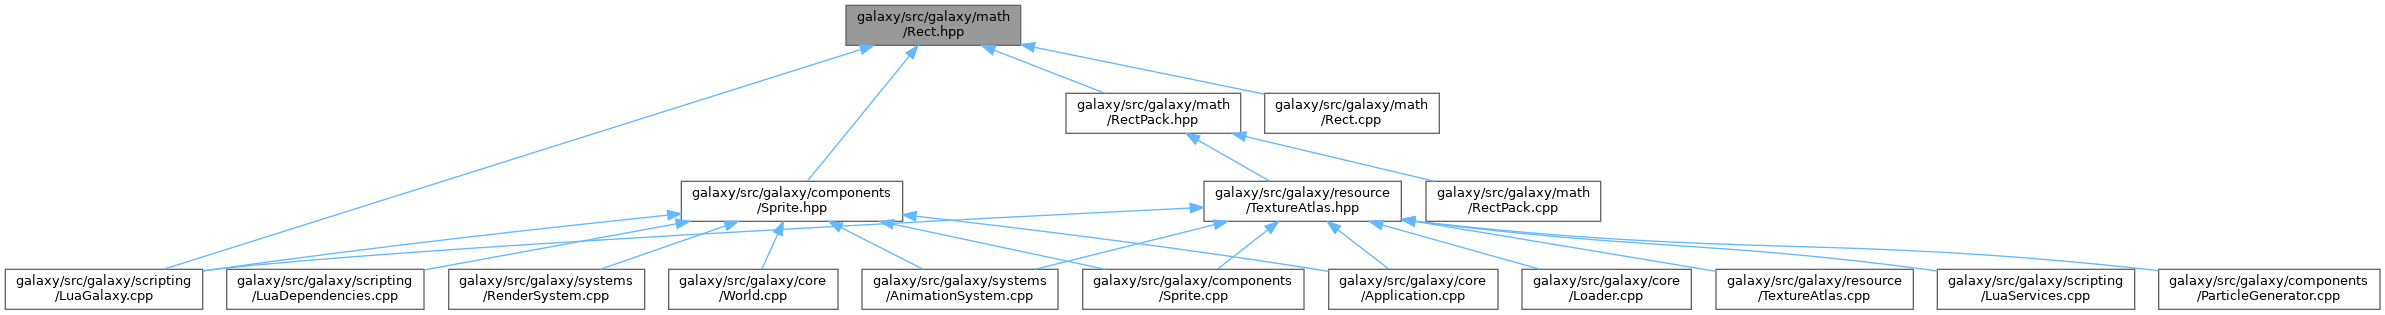 galaxy/src/galaxy/math
/Rect.hpp
galaxy/src/galaxy/math
/RectPack.hpp
galaxy/src/galaxy/math
/Rect.cpp
galaxy/src/galaxy/components
/Sprite.hpp
galaxy/src/galaxy/resource
/TextureAtlas.hpp
galaxy/src/galaxy/math
/RectPack.cpp
galaxy/src/galaxy/scripting
/LuaGalaxy.cpp
galaxy/src/galaxy/scripting
/LuaDependencies.cpp
galaxy/src/galaxy/systems
/RenderSystem.cpp
galaxy/src/galaxy/core
/World.cpp
galaxy/src/galaxy/systems
/AnimationSystem.cpp
galaxy/src/galaxy/components
/Sprite.cpp
galaxy/src/galaxy/core
/Application.cpp
galaxy/src/galaxy/core
/Loader.cpp
galaxy/src/galaxy/resource
/TextureAtlas.cpp
galaxy/src/galaxy/scripting
/LuaServices.cpp
galaxy/src/galaxy/components
/ParticleGenerator.cpp